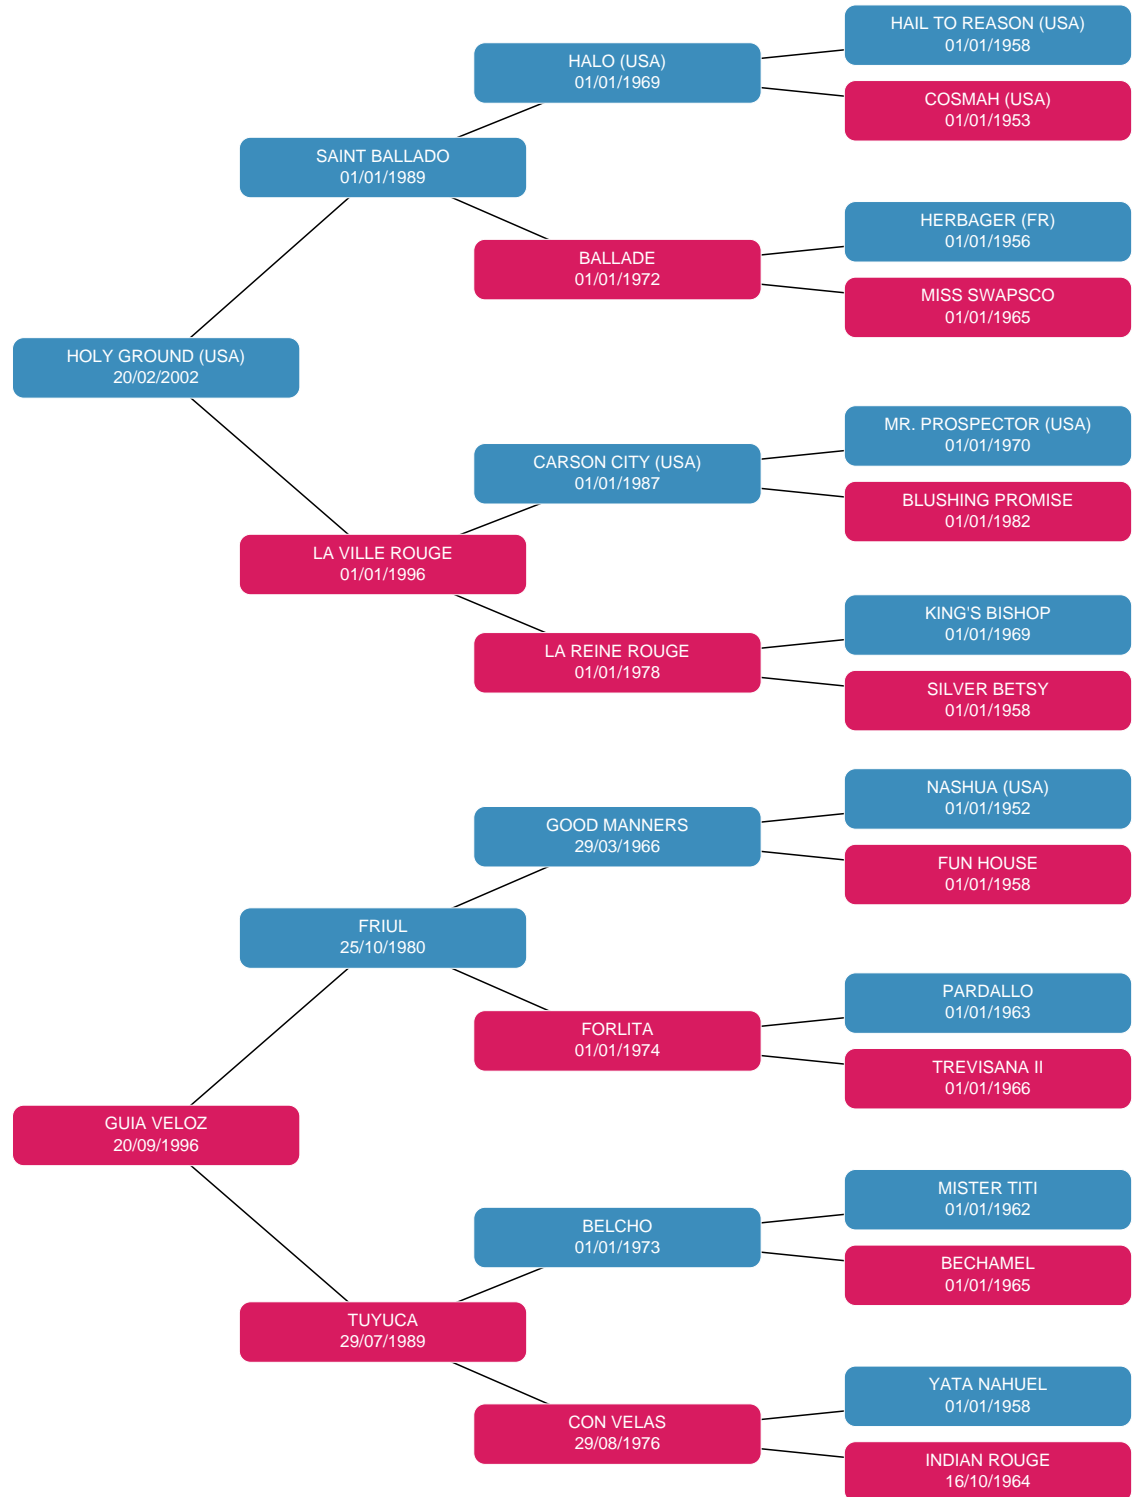 HAIL TO REASON (USA)
01/01/1958
HALO (USA)
01/01/1969
COSMAH (USA)
01/01/1953
SAINT BALLADO
01/01/1989
HERBAGER (FR)
01/01/1956
BALLADE
01/01/1972
MISS SWAPSCO
01/01/1965
HOLY GROUND (USA)
20/02/2002
MR. PROSPECTOR (USA)
01/01/1970
CARSON CITY (USA)
01/01/1987
BLUSHING PROMISE
01/01/1982
LA VILLE ROUGE
01/01/1996
KING'S BISHOP
01/01/1969
LA REINE ROUGE
01/01/1978
SILVER BETSY
01/01/1958
NASHUA (USA)
01/01/1952
GOOD MANNERS
29/03/1966
FUN HOUSE
01/01/1958
FRIUL
25/10/1980
PARDALLO
01/01/1963
FORLITA
01/01/1974
TREVISANA II
01/01/1966
GUIA VELOZ
20/09/1996
MISTER TITI
01/01/1962
BELCHO
01/01/1973
BECHAMEL
01/01/1965
TUYUCA
29/07/1989
YATA NAHUEL
01/01/1958
CON VELAS
29/08/1976
INDIAN ROUGE
16/10/1964